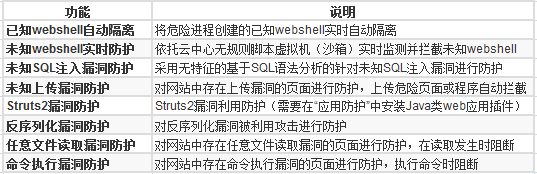 功能 说明
已知webshell自动隔离 将危险进程创建的已知webshell实时自动隔离
未知webshell实时防护 依托云中心无规则脚本虚拟机（沙箱）实时监测并拦截未知webshell
未知SQL注入漏洞防护 采用无特征的基于SQL语法分析的针对未知SQL注入漏洞进行防护
未知上传漏洞防护 对网站中存在上传漏洞的页面进行防护，上传危险页面或程序自动拦截
Struts2漏洞防护 Struts2漏洞利用防护（需要在“应用防护”中安装Java类web应用插件）
反序列化漏洞防护 对反序列化漏洞被利用攻击进行防护
任意文件读取漏洞防护 对网站中存在任意文件读取漏洞的页面进行防护，在读取发生时阻断
命令执行漏洞防护 对网站中存在命令执行漏洞的页面进行防护，执行命令时阻断